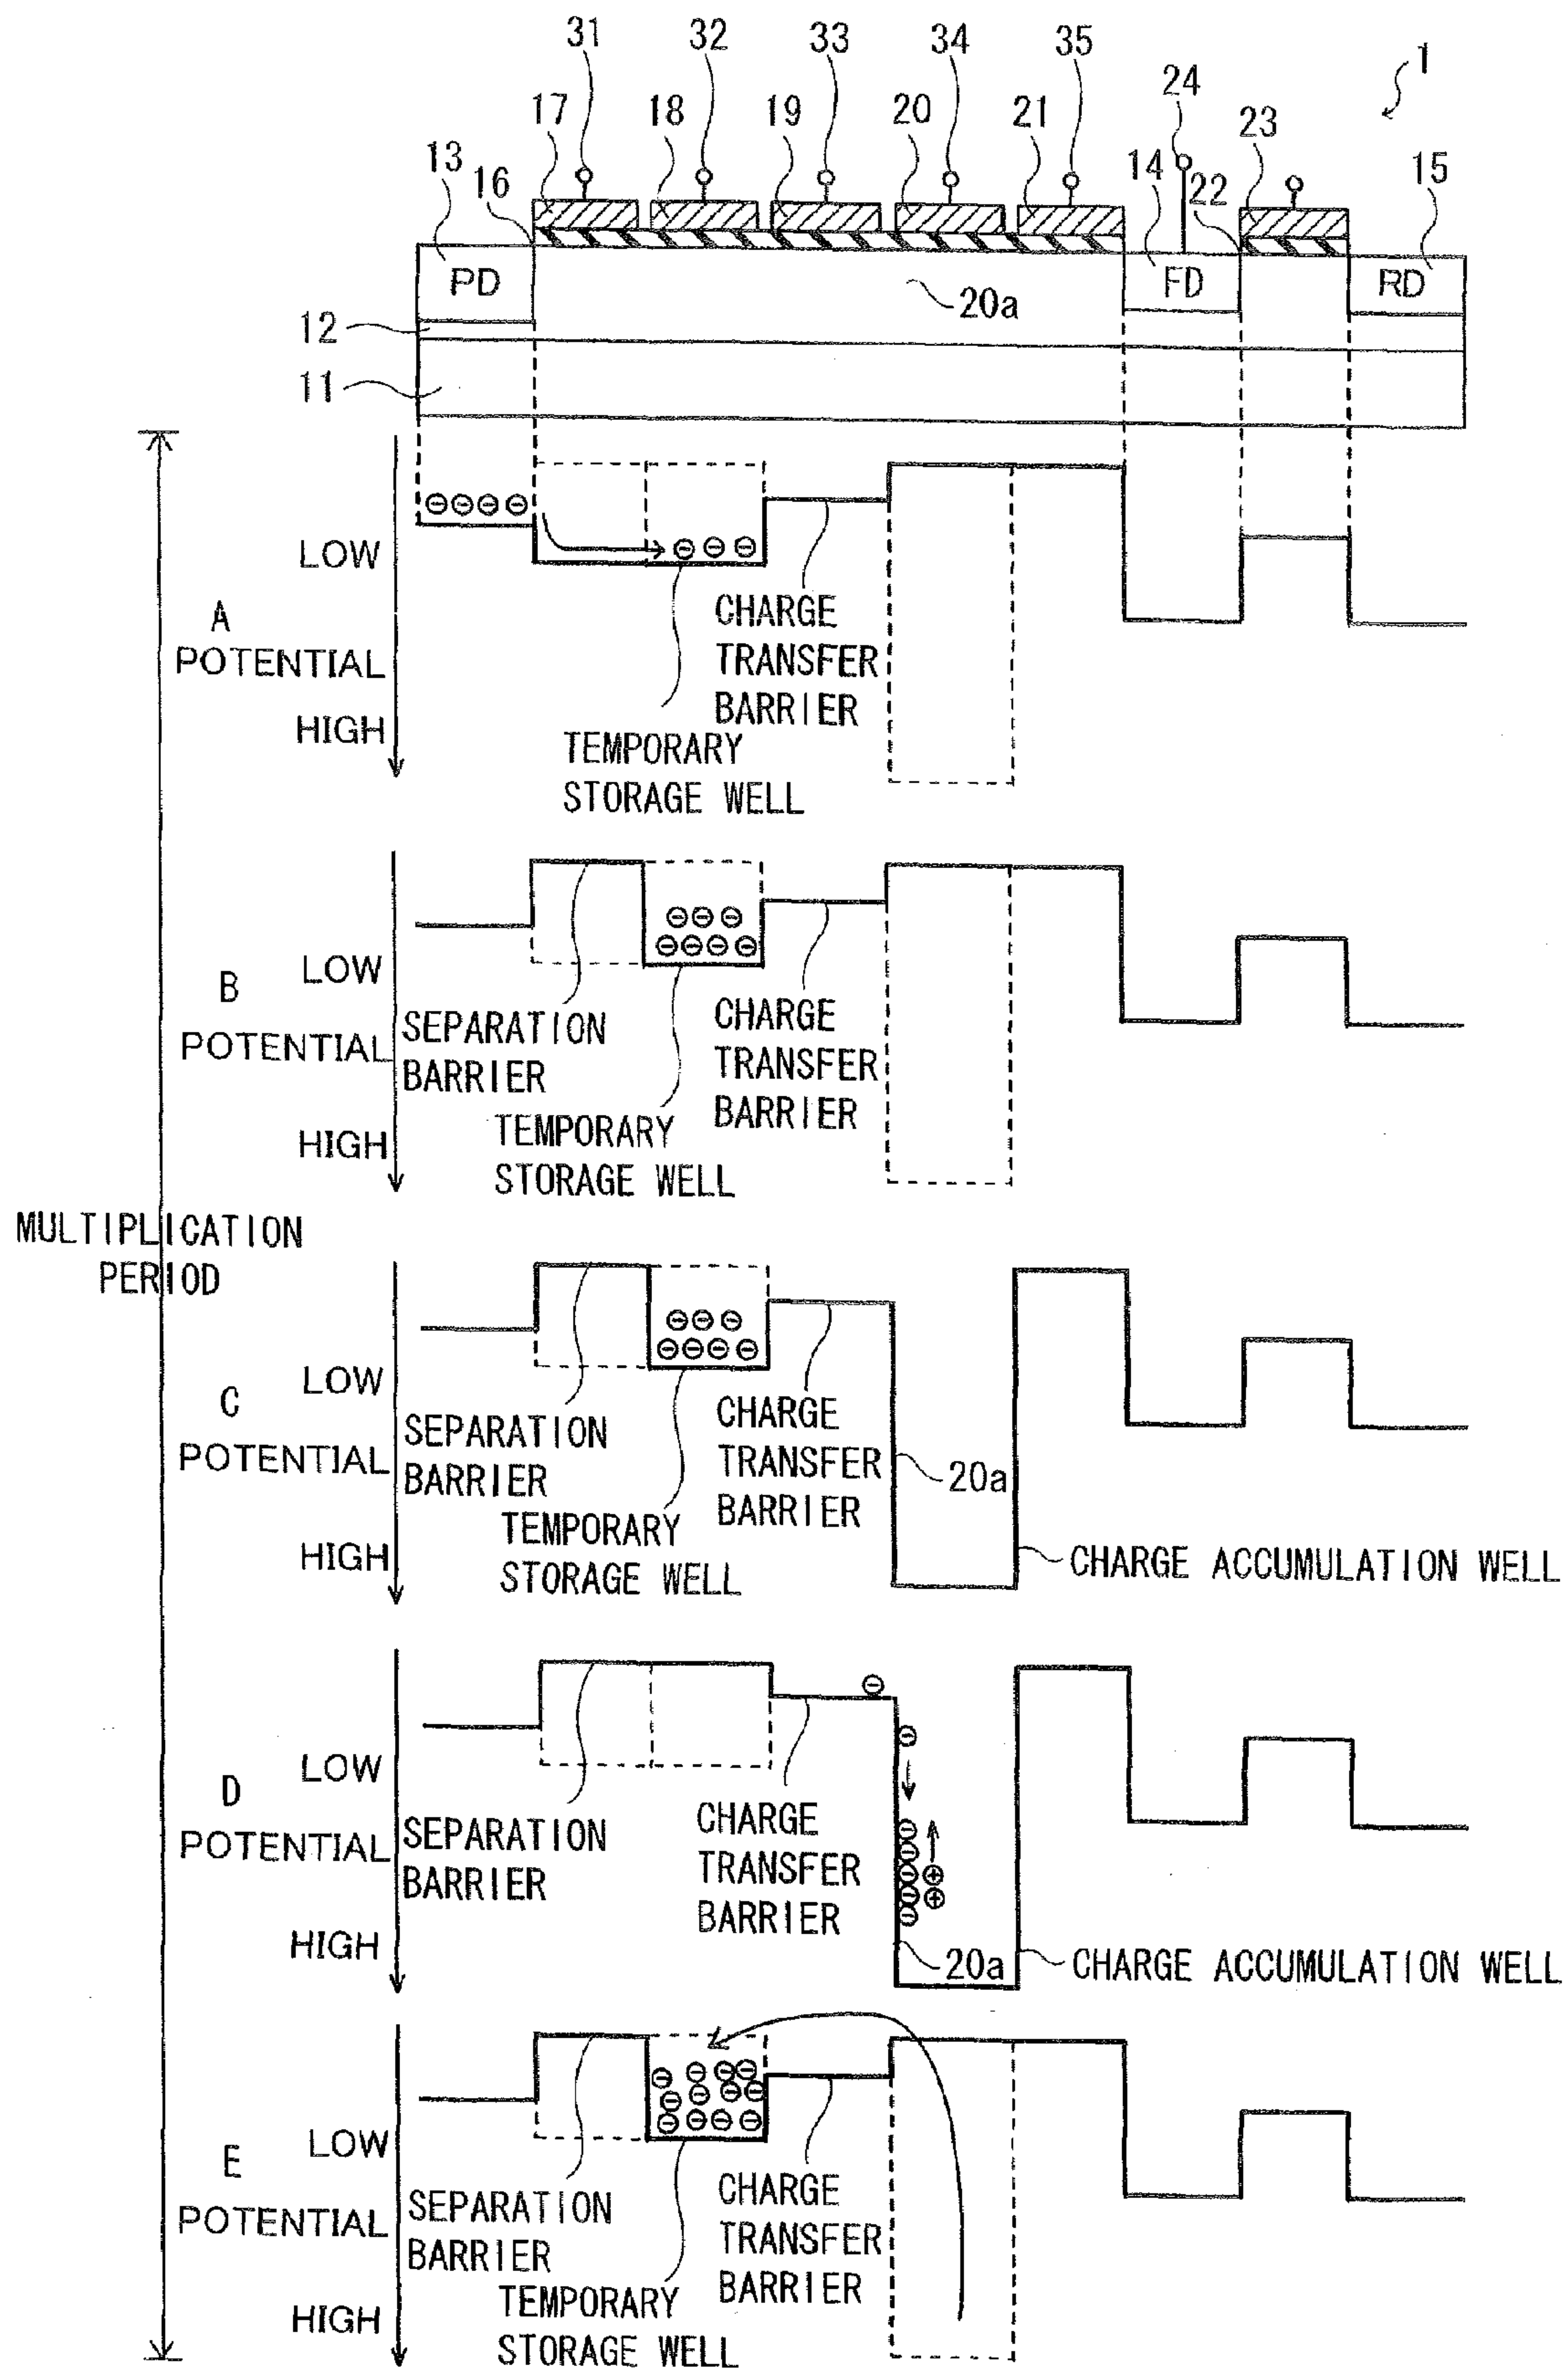 31 32 33 34 35 1
17 18 19 20 21 24 23
13 16 14 22 15
PD FD RD
20a
12
11
LOW
A
POTENTIAL
HIGH
CHARGE
TRANSFER
BARRIER
TEMPORARY
STORAGE WELL
LOW
B
POTENTIAL
HIGH
SEPARATION
BARRIER
CHARGE
TRANSFER
BARRIER
TEMPORARY
STORAGE WELL
MULTIPLICATION
PERIOD
LOW
C
POTENTIAL
HIGH
SEPARATION
BARRIER
CHARGE
TRANSFER
BARRIER
20a
TEMPORARY
STORAGE WELL
CHARGE ACCUMULATION WELL
LOW
D
POTENTIAL
HIGH
SEPARATION
BARRIER
CHARGE
TRANSFER
BARRIER
20a
CHARGE ACCUMULATION WELL
LOW
E
POTENTIAL
HIGH
SEPARATION
BARRIER
CHARGE
TRANSFER
BARRIER
TEMPORARY
STORAGE WELL